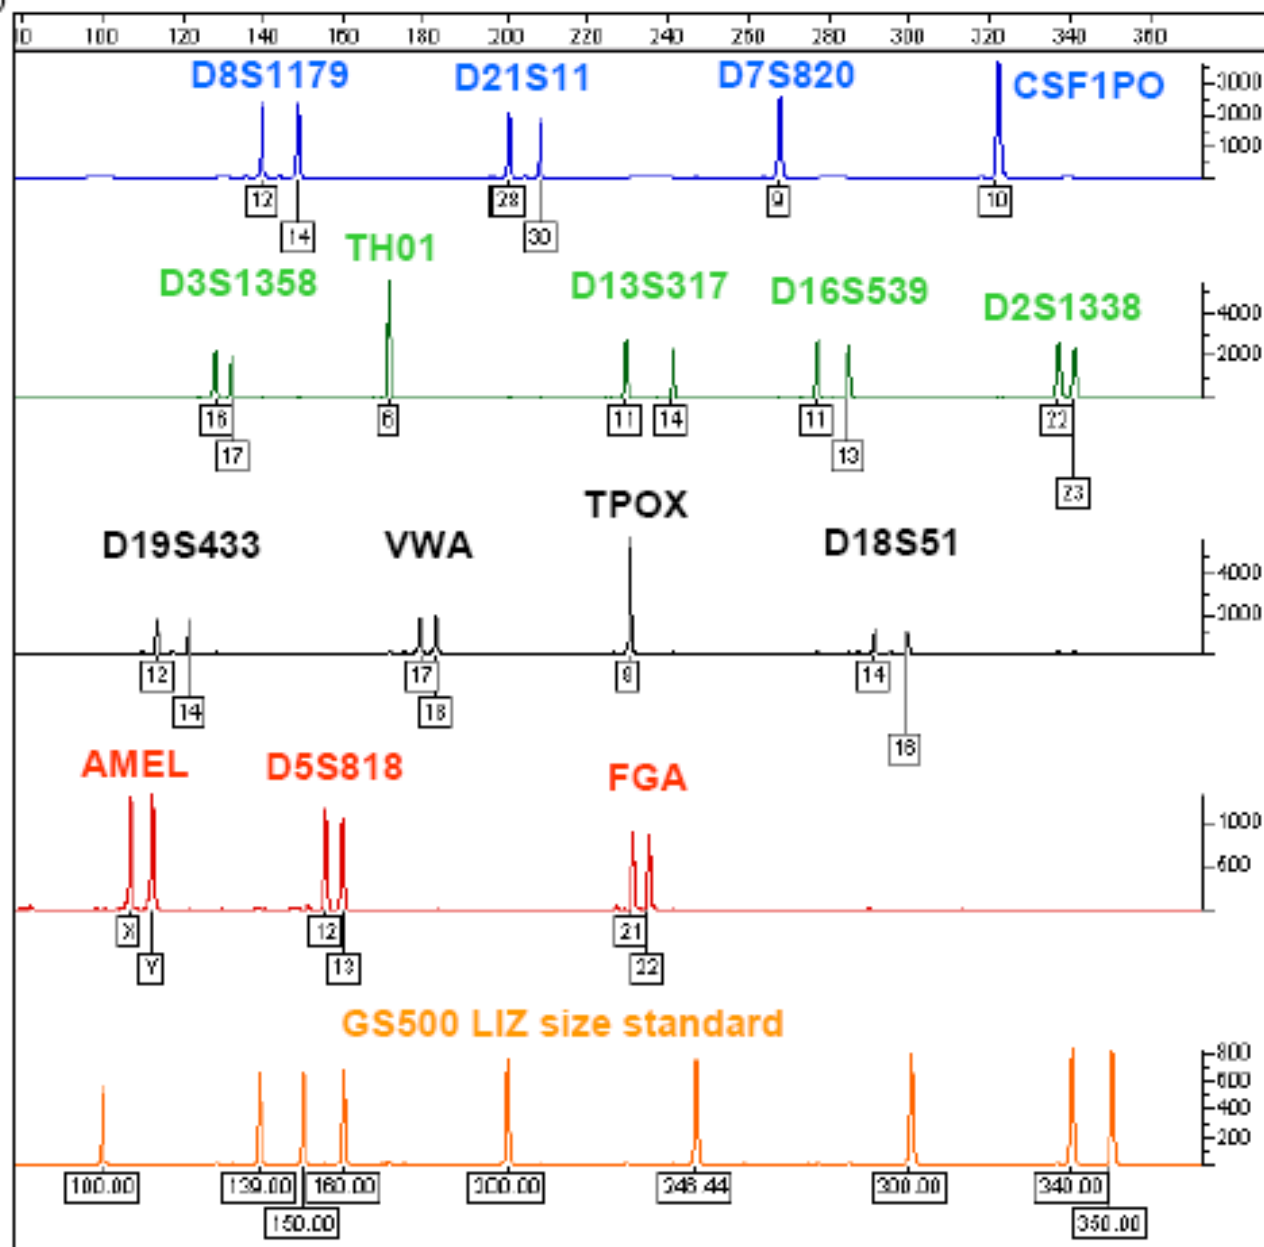 100 120 140 160 180 200 220 240 260 280 300 320 340 360
D8S1179 D21S11 D7S820 CSF1PO
3000
2000
1000
12 28 9 10
14 30
TH01
D3S1358 D13S317 D16S539 D2S1338
4000
2000
16 6 11 14 11 22
17 13
23
TPOX
D19S433 VWA D18S51
4000
2000
12 17 8 14
14 18
16
AMEL D5S818 FGA
1000
500
X 12 21
Y 13 22
GS500 LIZ size standard
800
600
400
200
100.00 139.00 160.00 200.00 246.44 300.00 340.00
150.00 350.00